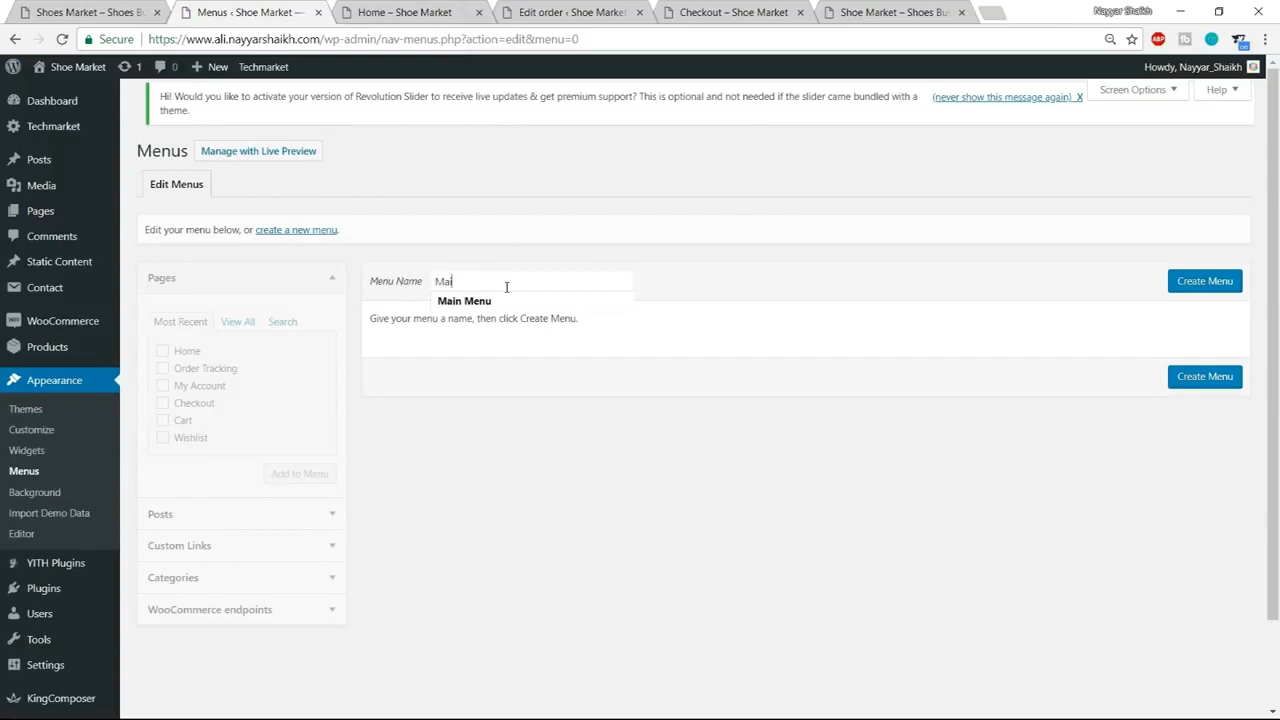 Shoes Market – Shoes Bu
Menus ‹ Shoe Market —
Home – Shoe Market
Edit order ‹ Shoe Market
Checkout – Shoe Market
Shoe Market – Shoes Bus
Nayyar Shaikh
Secure
https://www.ali.nayyarshaikh.com/wp-admin/nav-menus.php?action=edit&menu=0
ABP
Shoe Market
1
0
New
Techmarket
Howdy, Nayyar_Shaikh
Dashboard
Techmarket
Posts
Media
Pages
Comments
Static Content
Contact
WooCommerce
Products
Appearance
Themes
Customize
Widgets
Menus
Background
Import Demo Data
Editor
YITH Plugins
Plugins
Users
Tools
Settings
KingComposer
Hi! Would you like to activate your version of Revolution Slider to receive live updates & get premium support? This is optional and not needed if the slider came bundled with a
theme.
(never show this message again) X
Screen Options
Help
Menus
Manage with Live Preview
Edit Menus
Edit your menu below, or create a new menu.
Pages
Most Recent
View All
Search
Home
Order Tracking
My Account
Checkout
Cart
Wishlist
Add to Menu
Posts
Custom Links
Categories
WooCommerce endpoints
Menu Name
Mai
Main Menu
Create Menu
Give your menu a name, then click Create Menu.
Create Menu